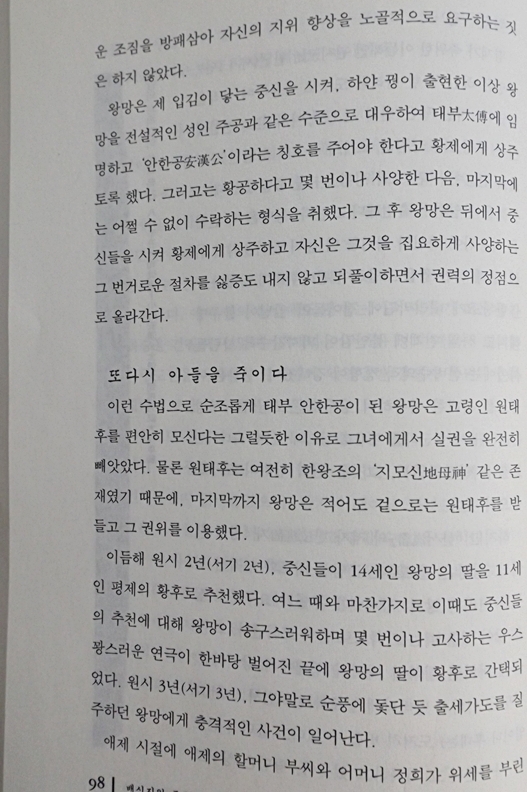 운 조짐을 방패삼아 자신의 지위 향상을 노골적으로 요구하는 짓
은 하지 않았다.
왕망은 제 입김이 닿는 중신을 시켜, 하얀 꿩이 출현한 이상 왕
망을 전설적인 성인 주공과 같은 수준으로 대우하여 태부太傅에 임
명하고 ‘안한공安漢公’이라는 칭호를 주어야 한다고 황제에게 상주
토록 했다. 그러고는 황공하다고 몇 번이나 사양한 다음, 마지막에
는 어쩔 수 없이 수락하는 형식을 취했다. 그 후 왕망은 뒤에서 중
신들을 시켜 황제에게 상주하고 자신은 그것을 집요하게 사양하는
그 번거로운 절차를 싫증도 내지 않고 되풀이하면서 권력의 정점으
로 올라간다.
또다시 아들을 죽이다
이런 수법으로 순조롭게 태부 안한공이 된 왕망은 고령인 원태
후를 편안히 모신다는 그럴듯한 이유로 그녀에게서 실권을 완전히
빼앗았다. 물론 원태후는 여전히 한왕조의 ‘지모신地母神’ 같은 존
재였기 때문에, 마지막까지 왕망은 적어도 겉으로는 원태후를 받
들고 그 권위를 이용했다.
이듬해 원시 2년(서기 2년), 중신들이 14세인 왕망의 딸을 11세
인 평제의 황후로 추천했다. 여느 때와 마찬가지로 이때도 중신들
의 추천에 대해 왕망이 송구스러워하며 몇 번이나 고사하는 우스
꽝스러운 연극이 한바탕 벌어진 끝에 왕망의 딸이 황후로 간택되
었다. 원시 3년(서기 3년), 그야말로 순풍에 돛단 듯 출세가도를 질
주하던 왕망에게 충격적인 사건이 일어난다.
애제 시절에 애제의 할머니 부씨와 어머니 정희가 위세를 부린
98